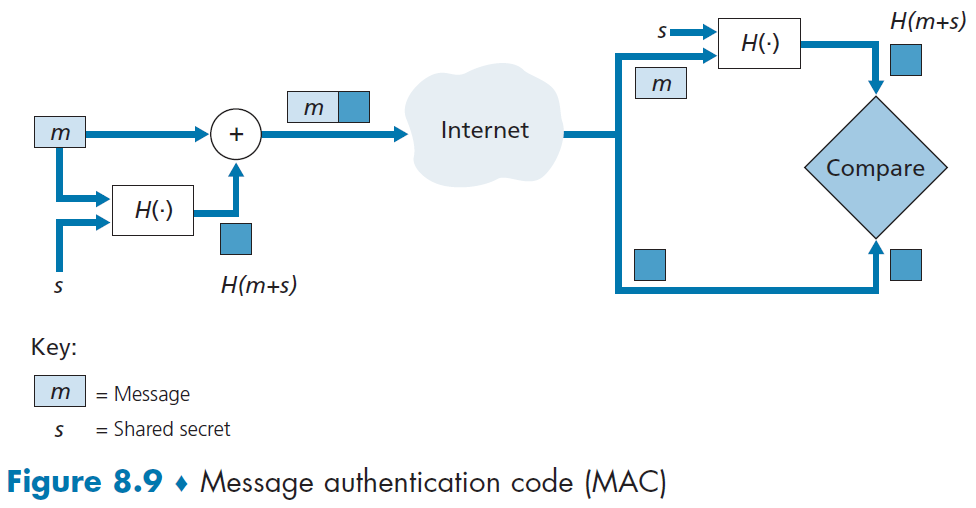 s
H(·)
H(m+s)
m
m
+
m
Internet
Compare
H(·)
s
H(m+s)
Key:
m = Message
s = Shared secret
Figure 8.9 ♦ Message authentication code (MAC)